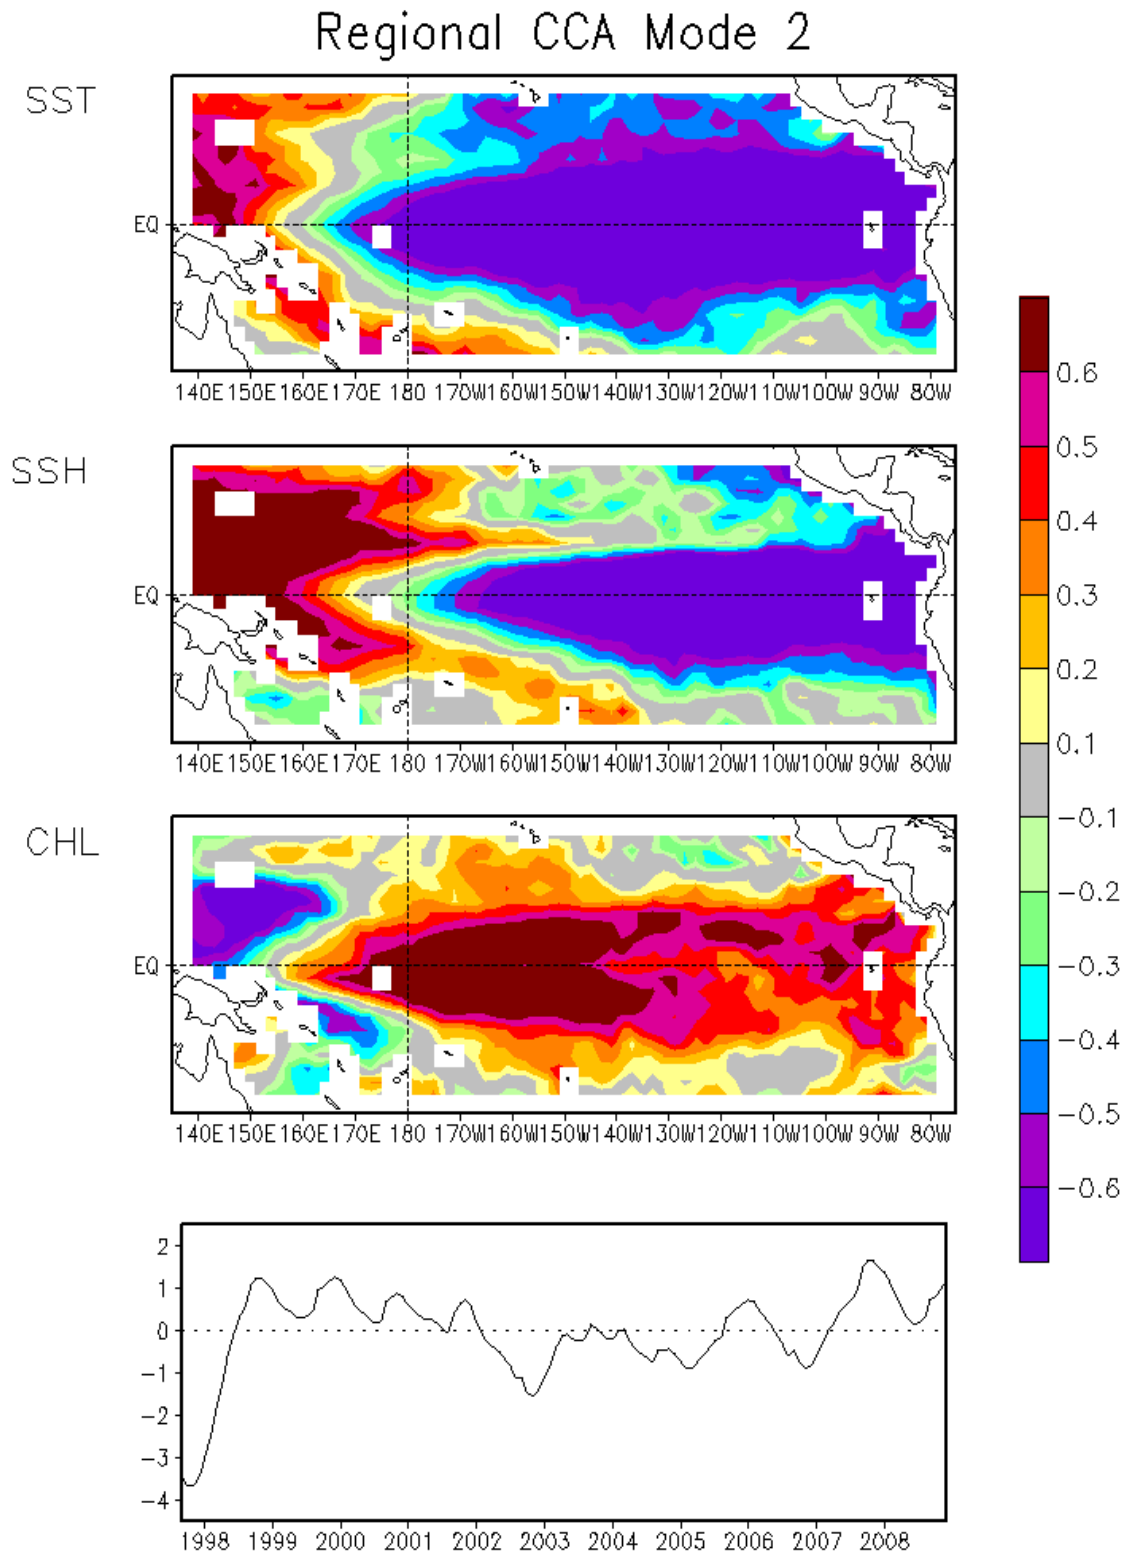 Regional CCA Mode 2
SST
EQ
140E 150E 160E 170E 180 170W 160W 150W 140W 130W 120W 110W 100W 90W 80W
SSH
EQ
140E 150E 160E 170E 180 170W 160W 150W 140W 130W 120W 110W 100W 90W 80W
CHL
EQ
140E 150E 160E 170E 180 170W 160W 150W 140W 130W 120W 110W 100W 90W 80W
0.6
0.5
0.4
0.3
0.2
0.1
-0.1
-0.2
-0.3
-0.4
-0.5
-0.6
2
1
0
-1
-2
-3
-4
1998 1999 2000 2001 2002 2003 2004 2005 2006 2007 2008